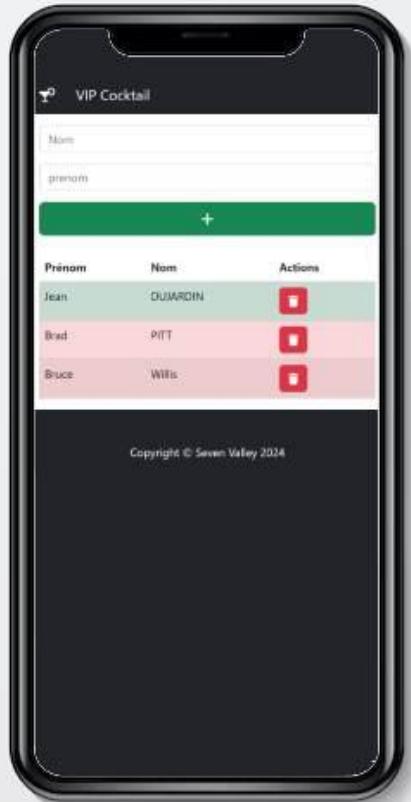 VIP Cocktail
Nom
prenom
+
Prénom Nom Actions
Jean DUJARDIN
Brad PITT
Bruce Willis
Copyright © Seven Valley 2024